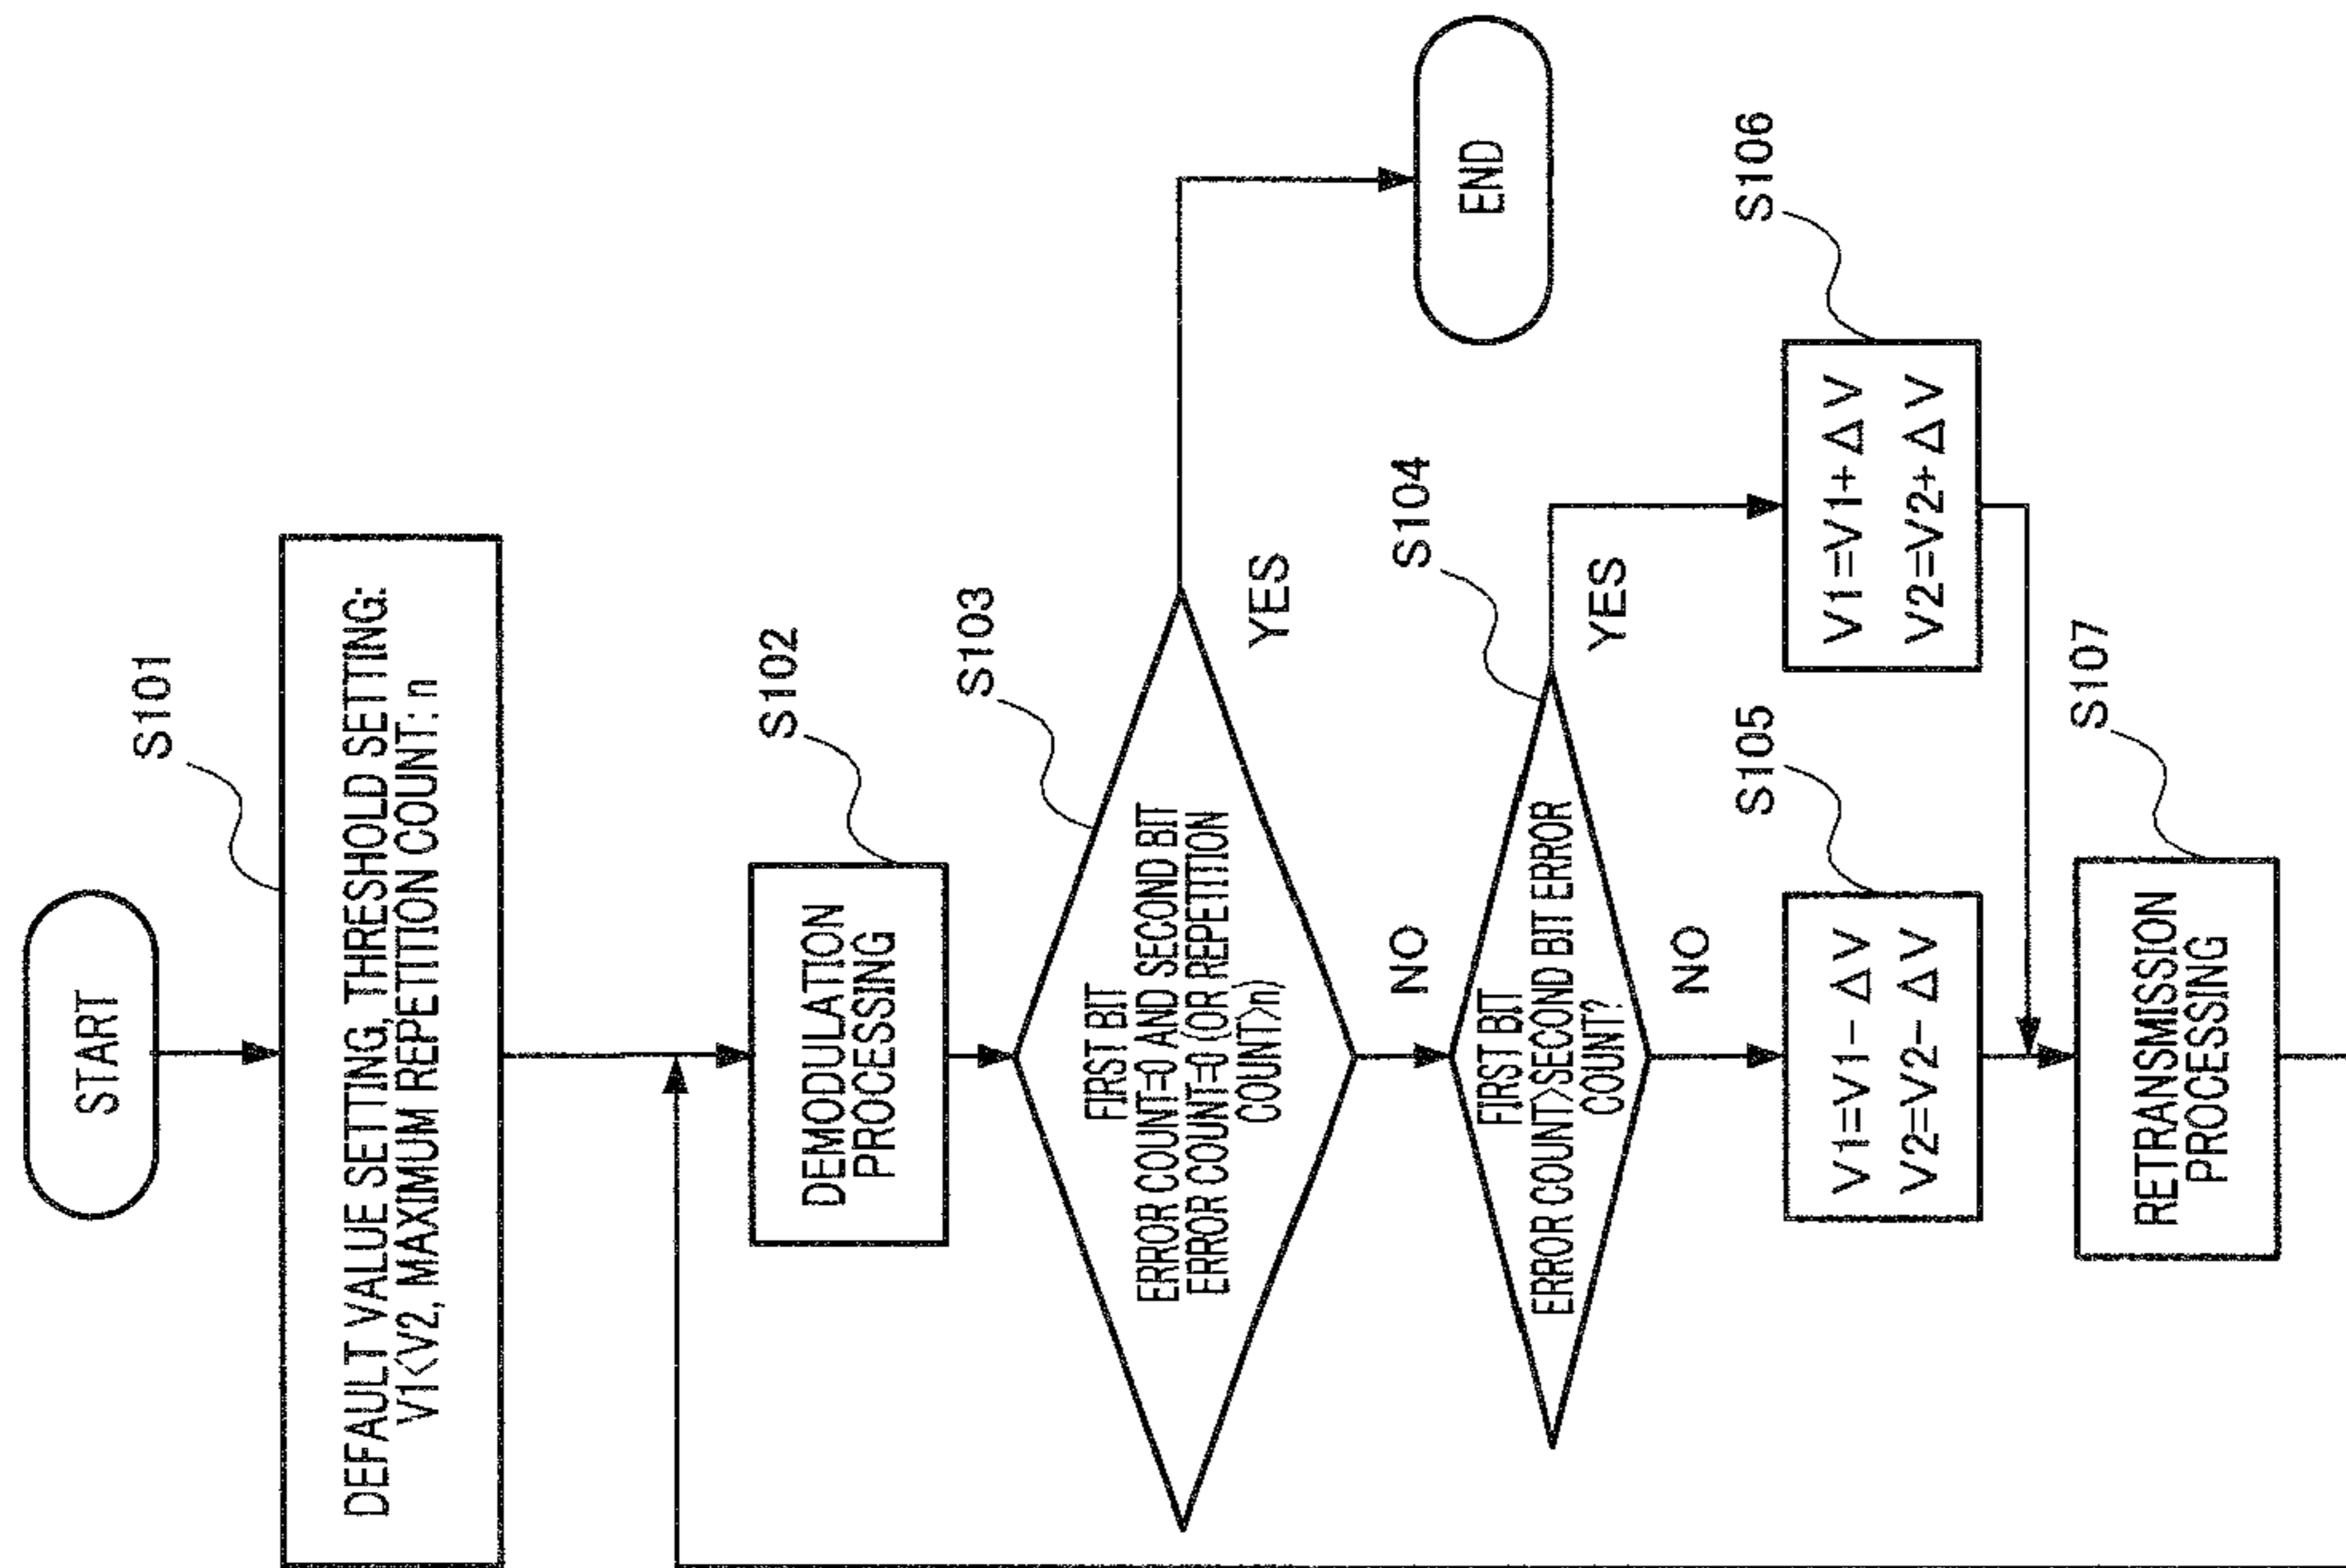 START
S101
DEFAULT VALUE SETTING, THRESHOLD SETTING:
V1<V2, MAXIMUM REPETITION COUNT: n
S102
DEMODULATION
PROCESSING
S103
FIRST BIT
ERROR COUNT=0 AND SECOND BIT
ERROR COUNT=0 (OR REPETITION
COUNT>n)
YES
END
NO
S104
FIRST BIT
ERROR COUNT>SECOND BIT ERROR
COUNT?
YES
NO
S105
V1=V1-ΔV
V2=V2-ΔV
S106
V1=V1+ΔV
V2=V2+ΔV
S107
RETRANSMISSION
PROCESSING